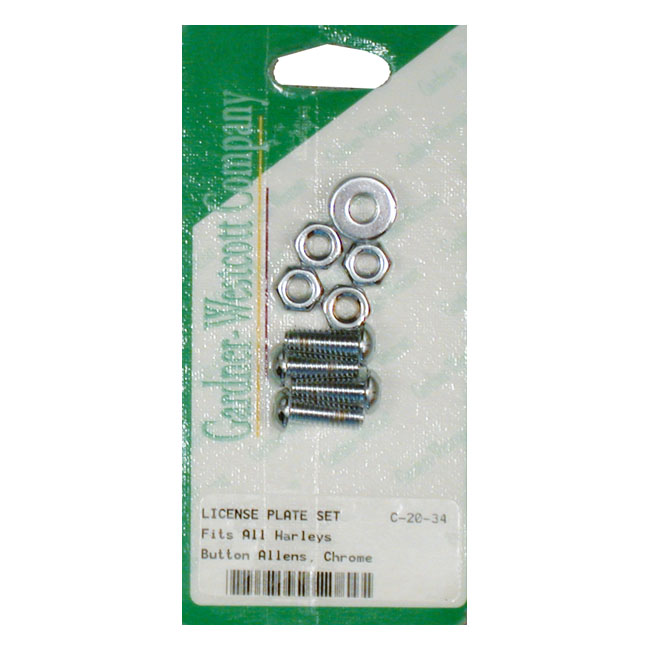 Gardner-Westcott Company
LICENSE PLATE SET C-20-34
Fits All Harleys
Button Allens, Chrome